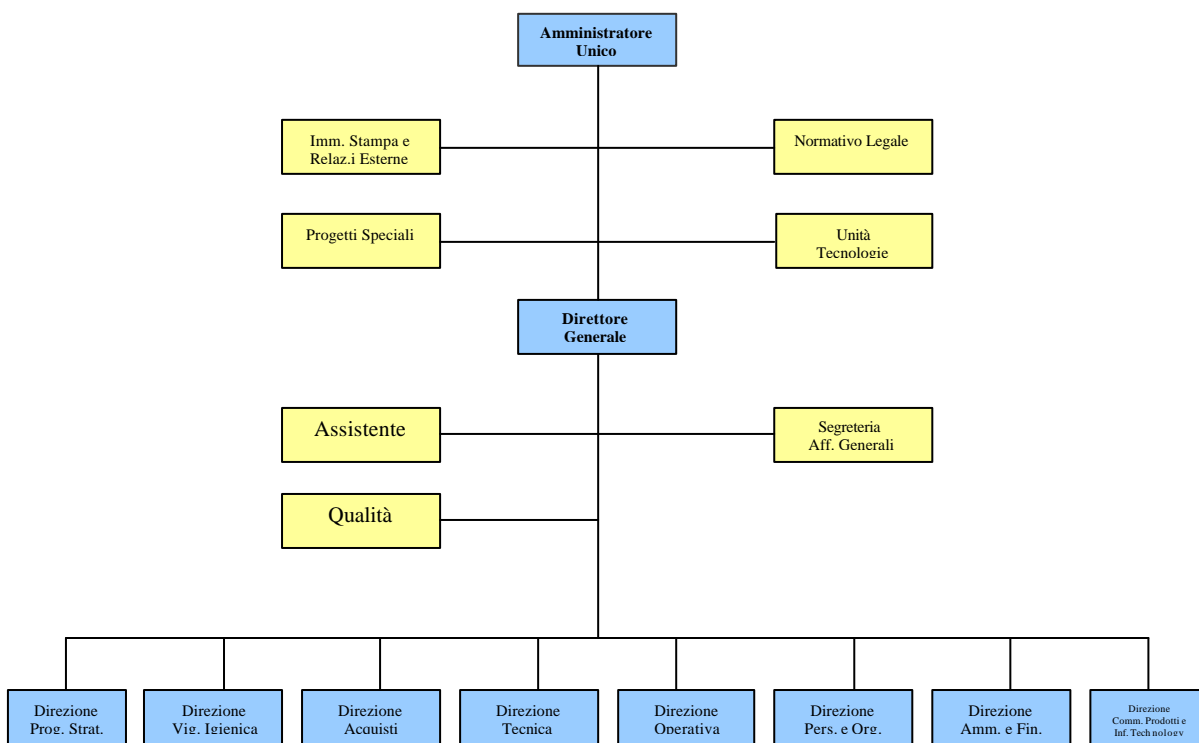 Amministratore
Unico
Imm. Stampa e
Relaz.i Esterne
Normativo Legale
Progetti Speciali
Unità
Tecnologie
Direttore
Generale
Assistente
Segreteria
Aff. Generali
Qualità
Direzione
Prog. Strat.
Direzione
Vig. Igienica
Direzione
Acquisti
Direzione
Tecnica
Direzione
Operativa
Direzione
Pers. e Org.
Direzione
Amm. e Fin.
Direzione
Comm. Prodotti e
Inf. Technology